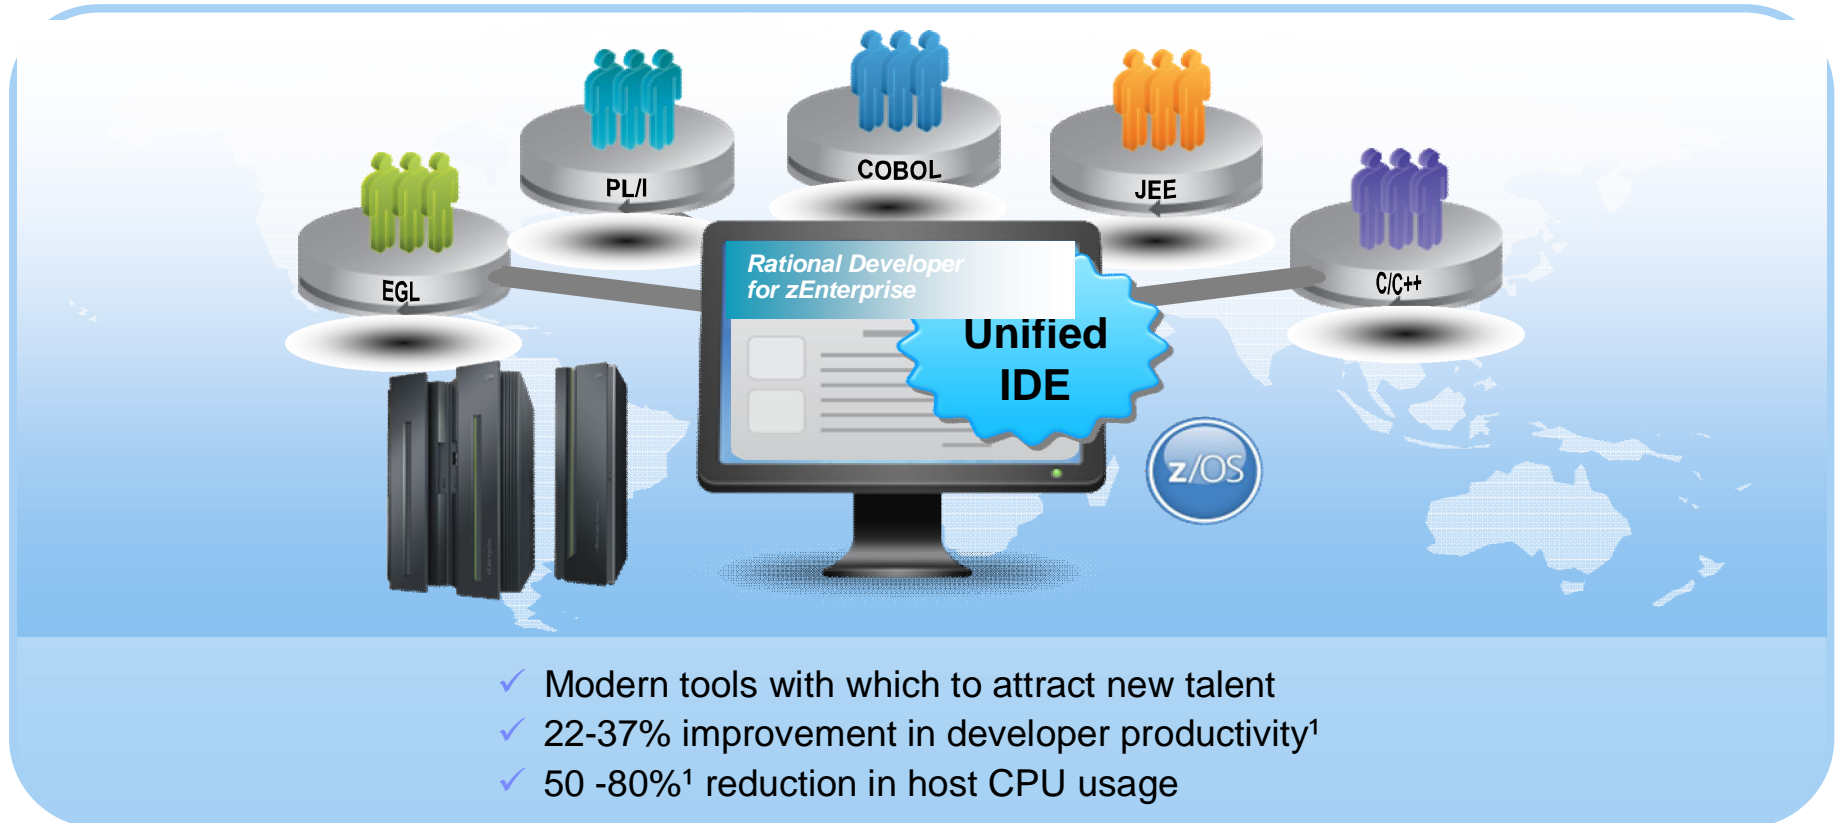 COBOL
PL/I
JEE
EGL
C/C++
Rational Developer
for zEnterprise
Unified
IDE
z/OS
Modern tools with which to attract new talent
22-37% improvement in developer productivity¹
50 -80%¹ reduction in host CPU usage